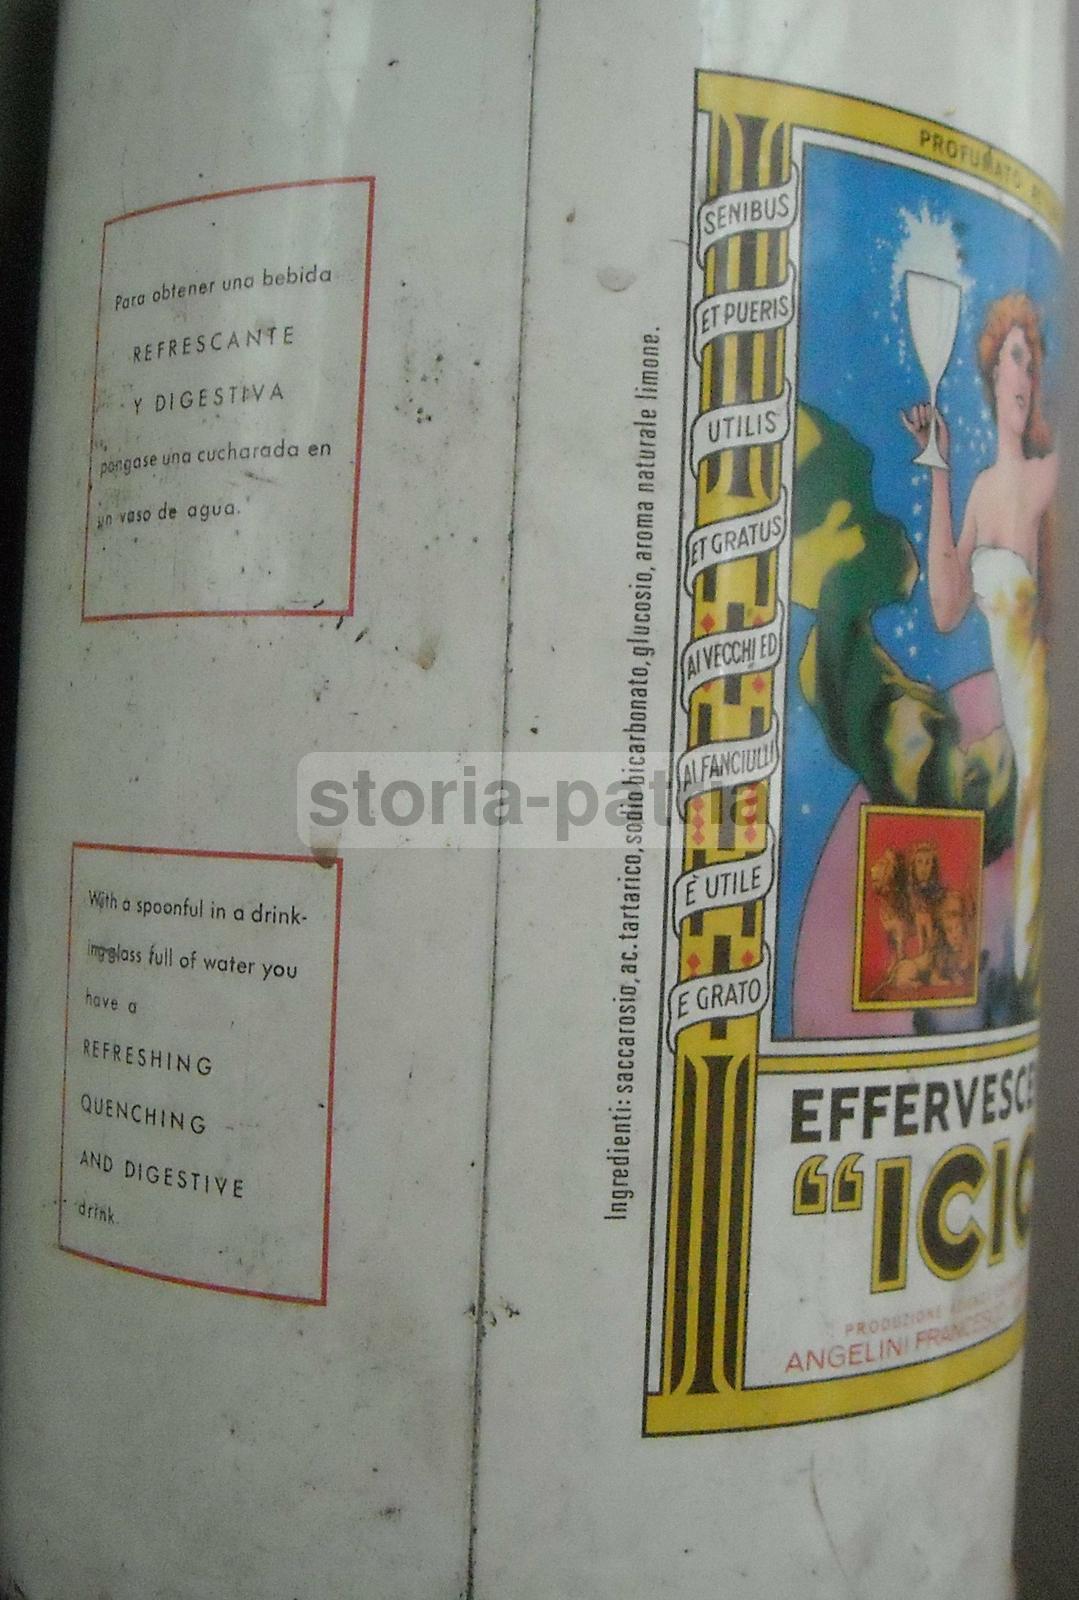 Para obtener una bebida
REFRESCANTE
Y DIGESTIVA
pongase una cucharada en
un vaso de agua.
With a spoonful in a drink-
ing glass full of water you
have a
REFRESHING
QUENCHING
AND DIGESTIVE
drink.
Ingredienti: saccarosio, ac. tartarico, sodio bicarbonato, glucosio, aroma naturale limone.
PROFUMATO
SENIBUS
ET PUERIS
UTILIS
ET GRATUS
AI VECCHI ED
AI FANCIULLI
È UTILE
E GRATO
EFFERVESCE
"ICIC
PRODUZIONE
ANGELINI FRANCESCO
storia-patria